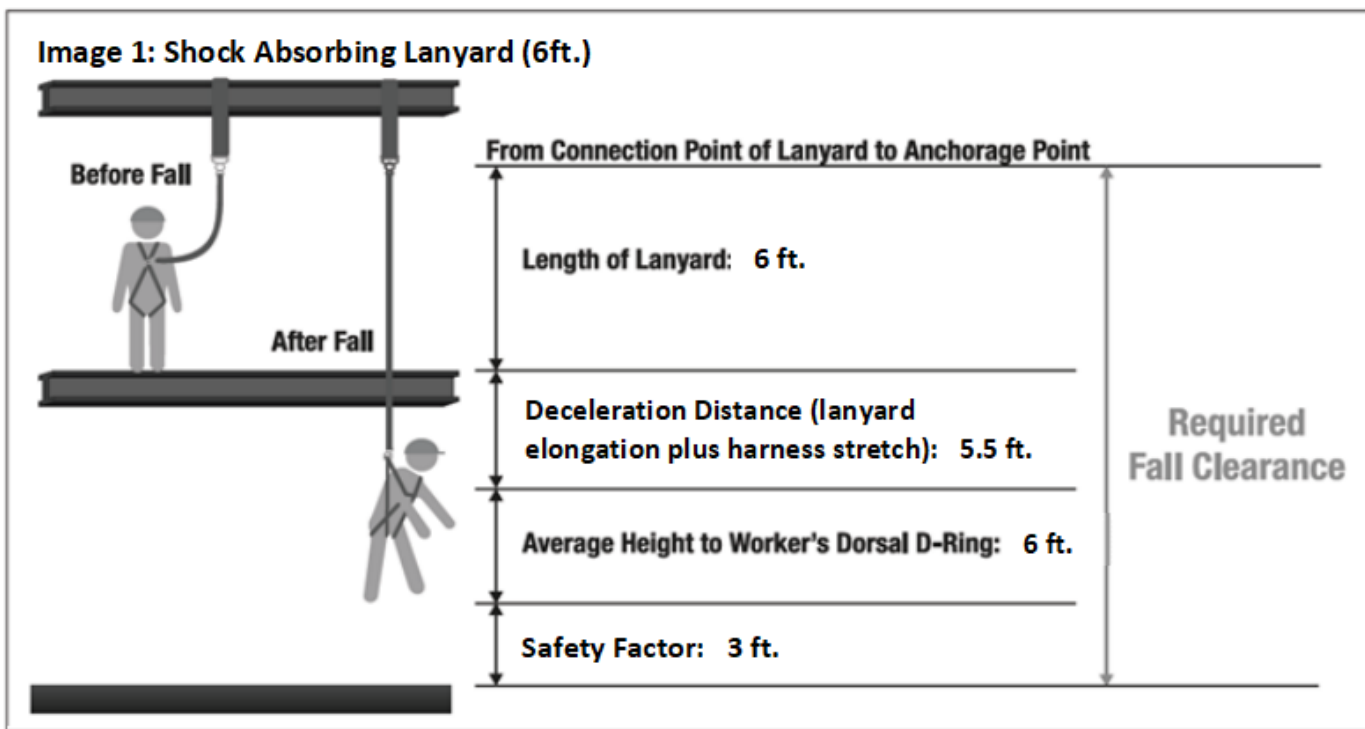 Image 1: Shock Absorbing Lanyard (6ft.)
From Connection Point of Lanyard to Anchorage Point
Before Fall
Length of Lanyard: 6 ft.
After Fall
Deceleration Distance (lanyard
elongation plus harness stretch): 5.5 ft.
Required
Fall Clearance
Average Height to Worker's Dorsal D-Ring: 6 ft.
Safety Factor: 3 ft.